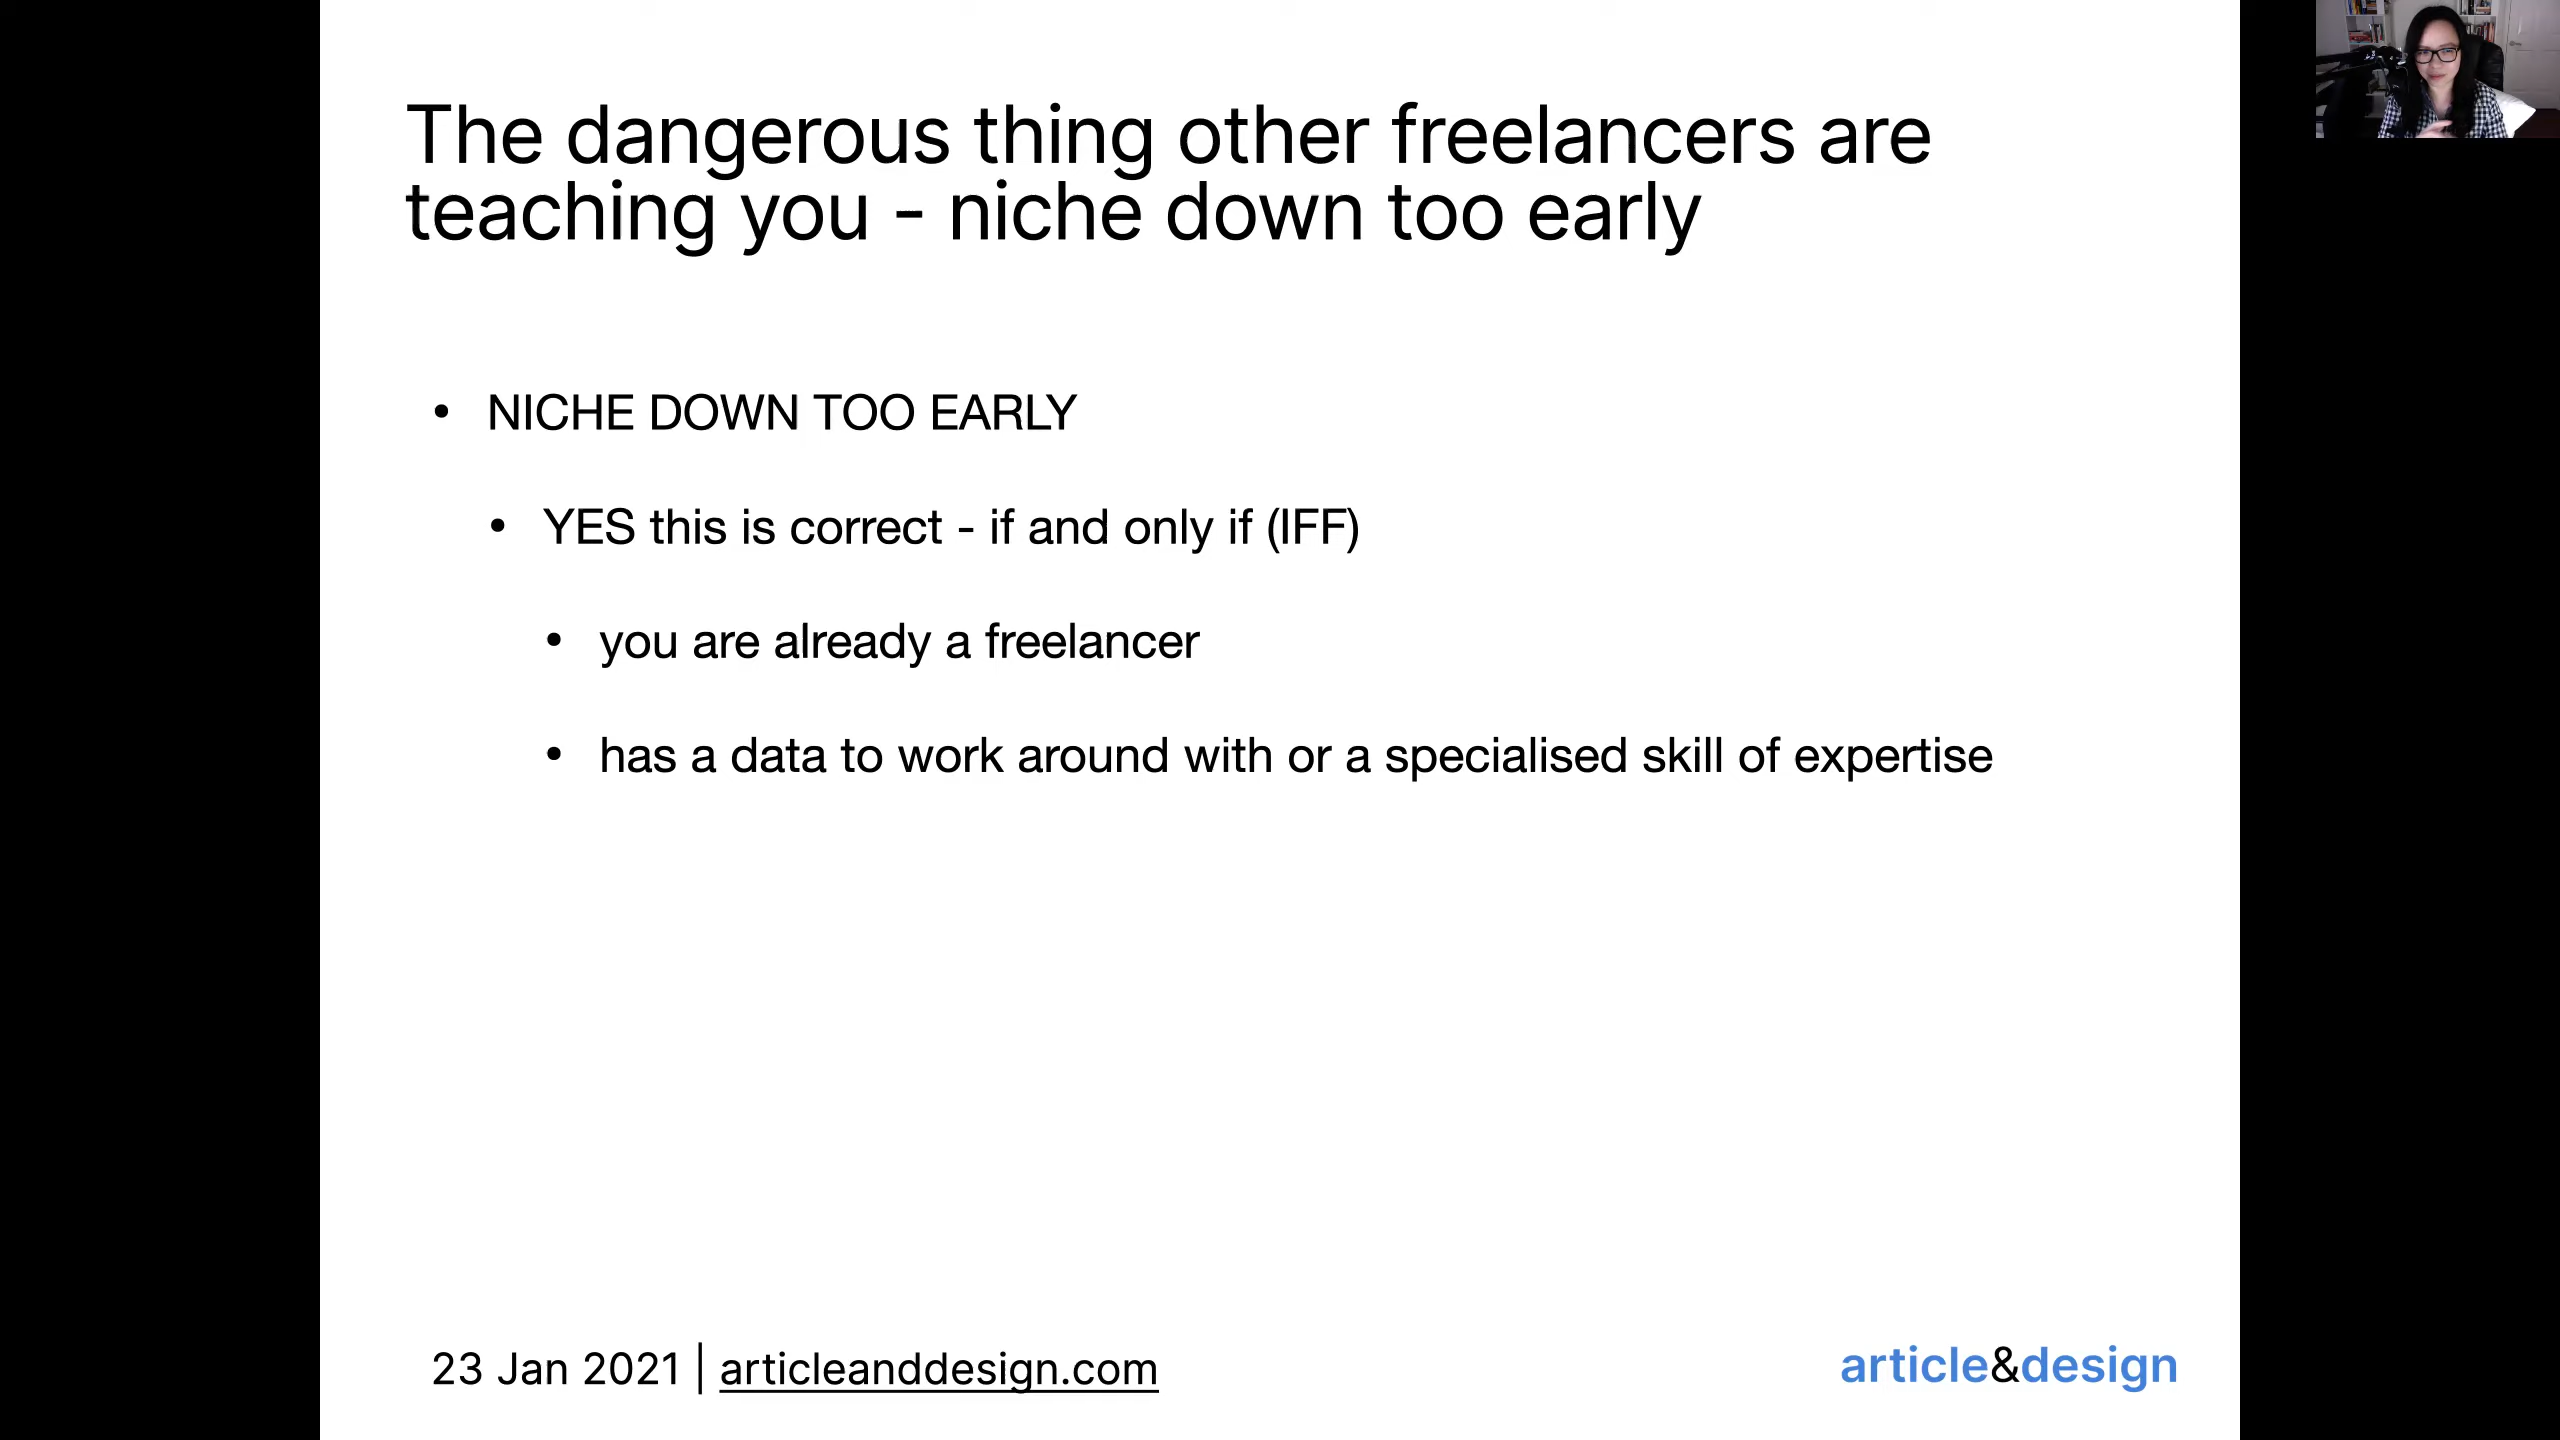 The dangerous thing other freelancers are
teaching you - niche down too early
• NICHE DOWN TOO EARLY
• YES this is correct - if and only if (IFF)
• you are already a freelancer
• has a data to work around with or a specialised skill of expertise
23 Jan 2021 | articleanddesign.com
article&design